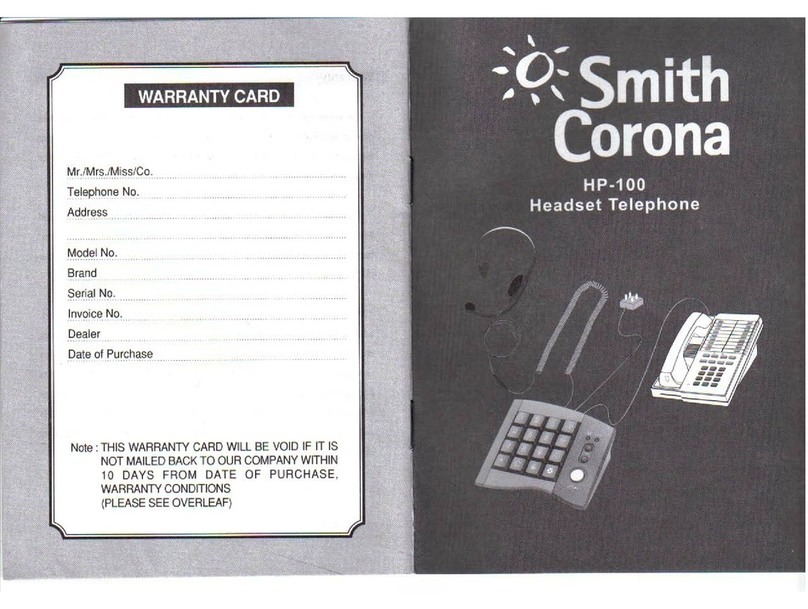 WARRANTY CARD
Mr./Mrs./Miss/Co.
Telephone No.
Address
Model No.
Brand
Serial No.
Invoice No.
Dealer
Date of Purchase
Note : THIS WARRANTY CARD WILL BE VOID IF IT IS
NOT MAILED BACK TO OUR COMPANY WITHIN
10 DAYS FROM DATE OF PURCHASE,
WARRANTY CONDITIONS
(PLEASE SEE OVERLEAF)
Smith
Corona
HP-100
Headset Telephone